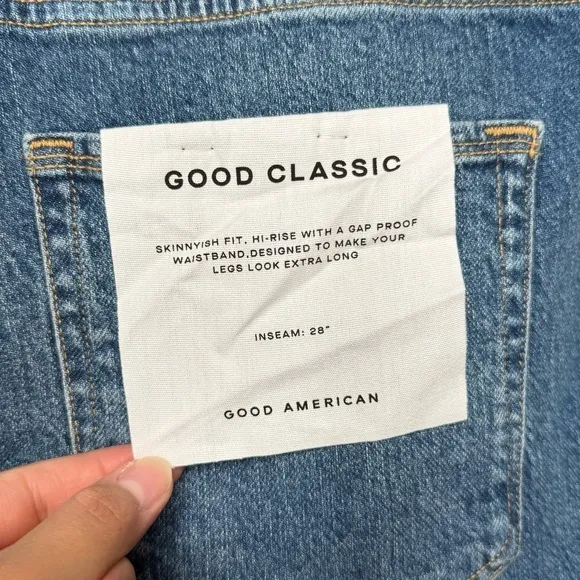 GOOD CLASSIC
SKINNYISH FIT, HI-RISE WITH A GAP PROOF
WAISTBAND,DESIGNED TO MAKE YOUR
LEGS LOOK EXTRA LONG
INSEAM: 28"
GOOD AMERICAN